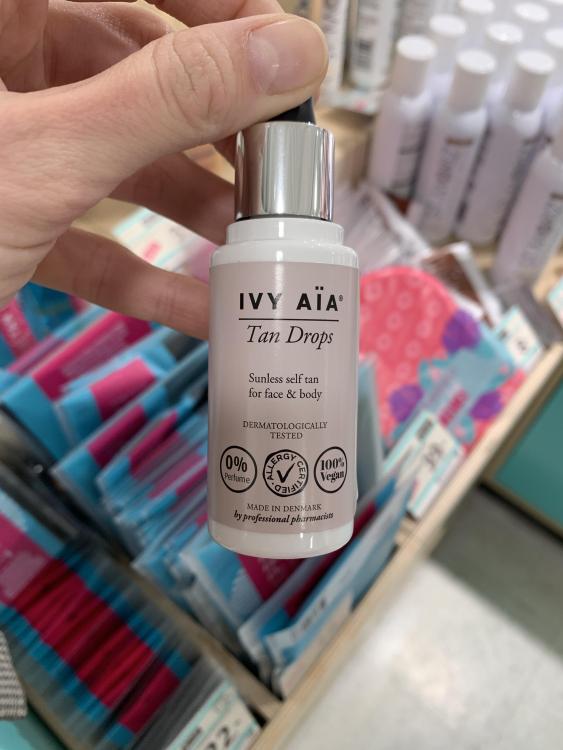 IVY AÏA®
Tan Drops
Sunless self tan
for face & body
DERMATOLOGICALLY
TESTED
0%
Perfume
ALLERGY CERTIFIED
100%
Vegan
MADE IN DENMARK
by professional pharmacists